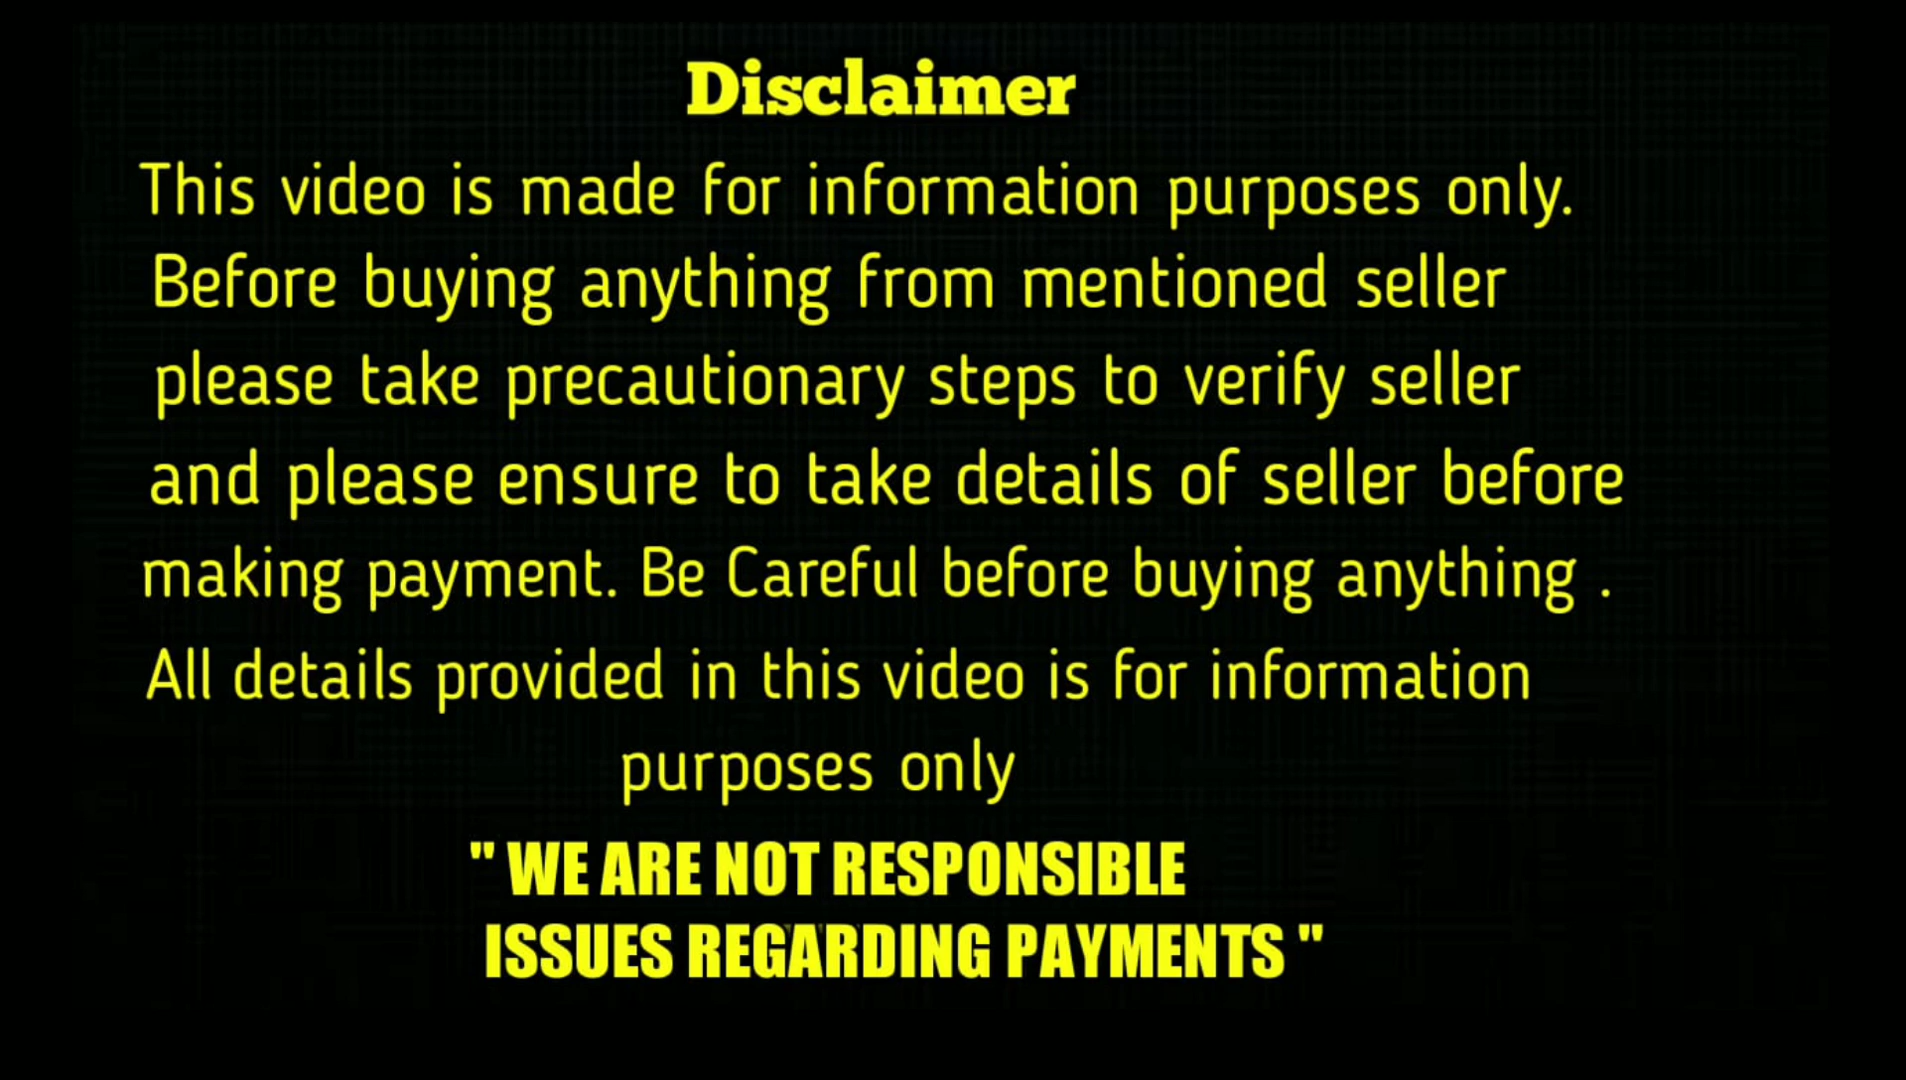 Disclaimer
This video is made for information purposes only.
Before buying anything from mentioned seller
please take precautionary steps to verify seller
and please ensure to take details of seller before
making payment. Be Careful before buying anything .
All details provided in this video is for information
purposes only
" WE ARE NOT RESPONSIBLE
ISSUES REGARDING PAYMENTS "